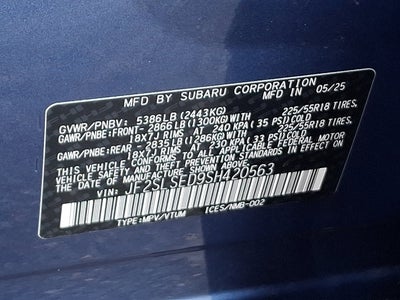 MFD BY SUBARU CORPORATION 05/25
GVWR/PNBV: 5386LB (2443KG)
GAWR/PNBE:FRONT- 2866LB (1300KG)WITH 225/55R18 TIRES,
18X7J RIMS AT 240 KPA (35 PSI)COLD
GAWR/PNBE:REAR - 2835LB (1286KG)WITH 225/55R18 TIRES,
18X7J RIMS AT 230 KPA (33 PSI)COLD
THIS VEHICLE CONFORMS TO ALL APPLICABLE FEDERAL MOTOR
VEHICLE SAFETY, BUMPER, AND THEFT PREVENTION STANDARDS
IN EFFECT ON THE DATE OF MANUFACTURE SHOWN ABOVE.
VIN: JF2SLSED9SH420563
TYPE:MPV/VTUM ICES/NMB-002